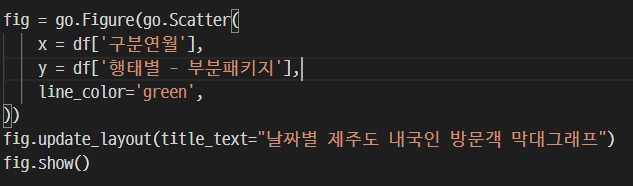 fig = go.Figure(go.Scatter(
    x = df['구분연월'],
    y = df['행태별 - 부분패키지'],
    line_color='green',
))
fig.update_layout(title_text="날짜별 제주도 내국인 방문객 막대그래프")
fig.show()